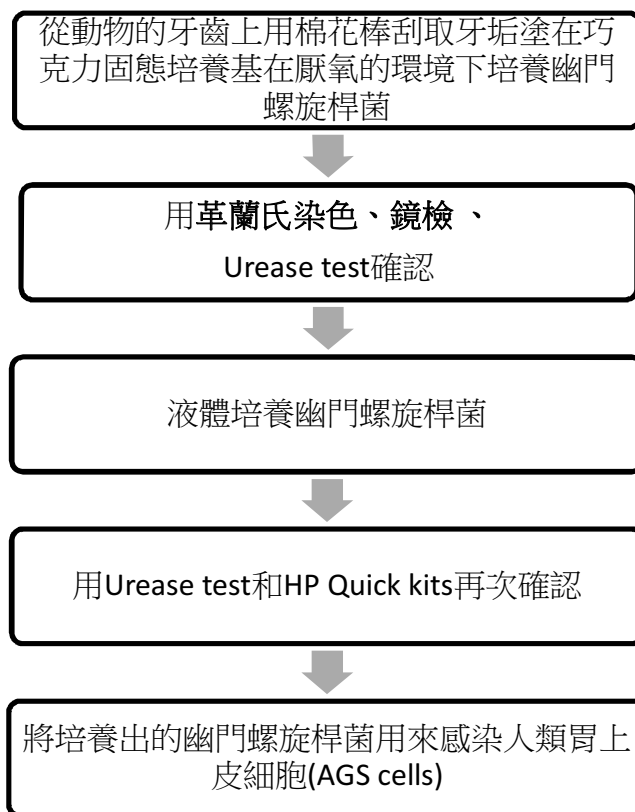 從動物的牙齒上用棉花棒刮取牙垢塗在巧
克力固態培養基在厭氧的環境下培養幽門
螺旋桿菌
用革蘭氏染色、鏡檢 、
Urease test確認
液體培養幽門螺旋桿菌
用Urease test和HP Quick kits再次確認
將培養出的幽門螺旋桿菌用來感染人類胃上
皮細胞(AGS cells)